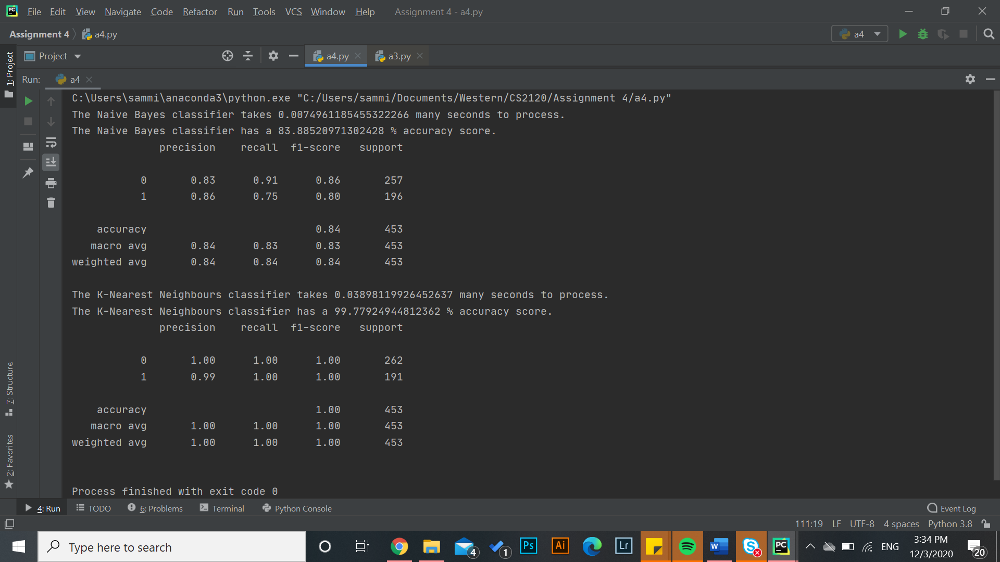 File Edit View Navigate Code Refactor Run Tools VCS Window Help Assignment 4 - a4.py
Assignment 4 a4.py a4
1: Project Project a4.py a3.py
Run: a4
C:\Users\sammi\anaconda3\python.exe "C:/Users/sammi/Documents/Western/CS2120/Assignment 4/a4.py"
The Naive Bayes classifier takes 0.0074961185455322266 many seconds to process.
The Naive Bayes classifier has a 83.88520971302428 % accuracy score.
precision recall f1-score support
0 0.83 0.91 0.86 257
1 0.86 0.75 0.80 196
accuracy 0.84 453
macro avg 0.84 0.83 0.83 453
weighted avg 0.84 0.84 0.84 453
The K-Nearest Neighbours classifier takes 0.03898119926452637 many seconds to process.
The K-Nearest Neighbours classifier has a 99.77924944812362 % accuracy score.
precision recall f1-score support
0 1.00 1.00 1.00 262
1 0.99 1.00 1.00 191
accuracy 1.00 453
macro avg 1.00 1.00 1.00 453
weighted avg 1.00 1.00 1.00 453
Process finished with exit code 0
7: Structure
2: Favorites
4: Run TODO 6: Problems Terminal Python Console Event Log
111:19 LF UTF-8 4 spaces Python 3.8
Type here to search 4 1 Ps Ai Lr W S PC ENG 3:34 PM
12/3/2020 20